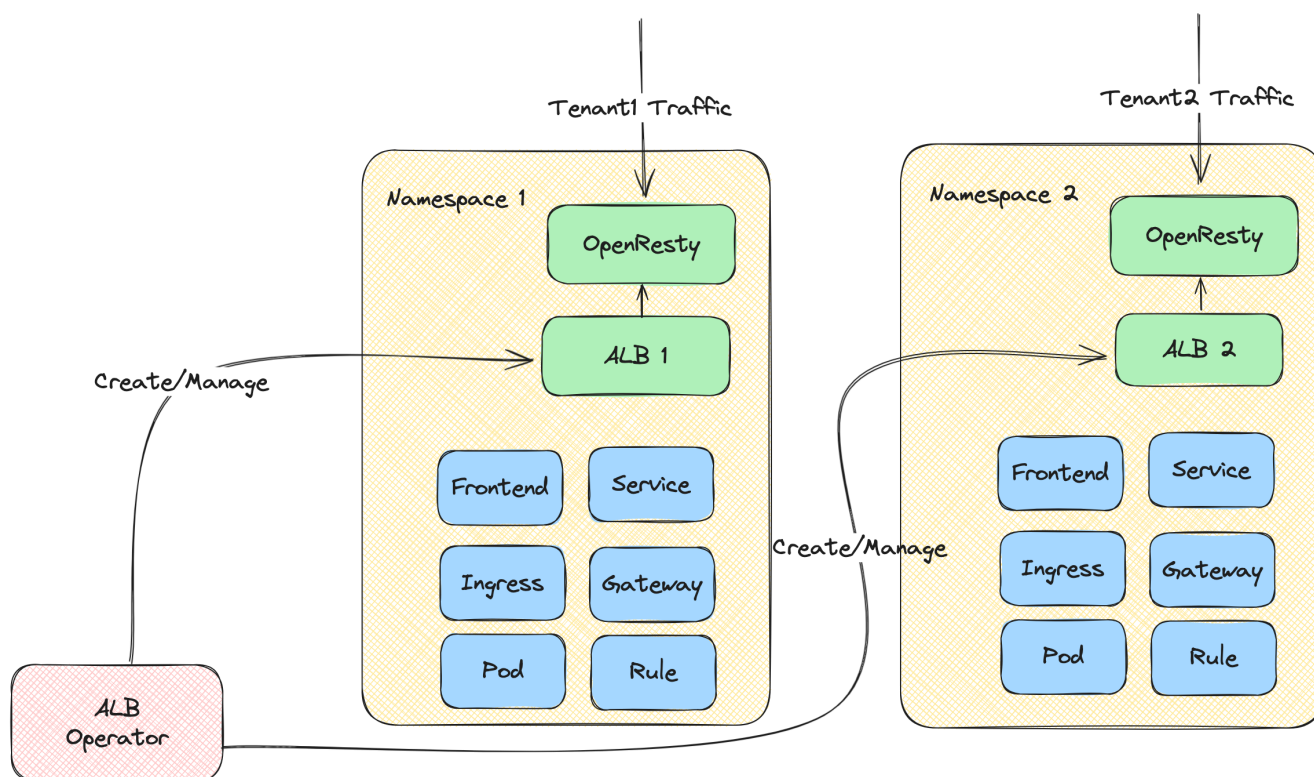 Tenant1 Traffic
Tenant2 Traffic
Namespace 1
OpenResty
ALB 1
Frontend
Service
Ingress
Gateway
Pod
Rule
Namespace 2
OpenResty
ALB 2
Frontend
Service
Ingress
Gateway
Pod
Rule
Create/Manage
Create/Manage
ALB
Operator